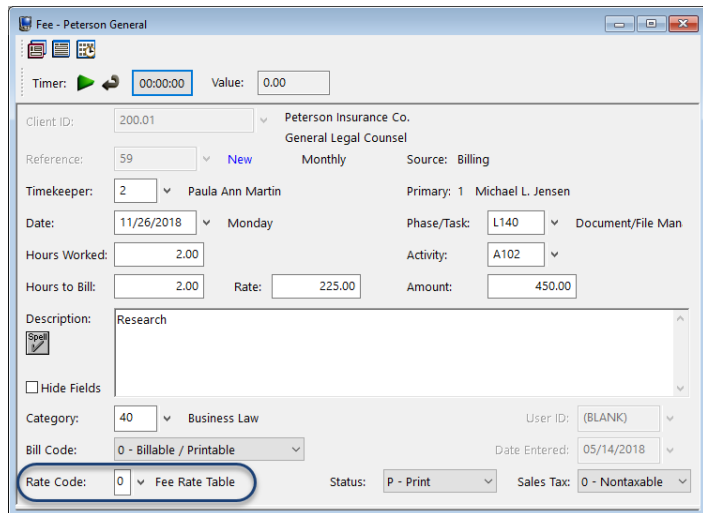 Fee - Peterson General
Timer: 00:00:00 Value: 0.00
Client ID: 200.01 Peterson Insurance Co.
General Legal Counsel
Reference: 59 New Monthly Source: Billing
Timekeeper: 2 Paula Ann Martin Primary: 1 Michael L. Jensen
Date: 11/26/2018 Monday Phase/Task: L140 Document/File Man
Hours Worked: 2.00 Activity: A102
Hours to Bill: 2.00 Rate: 225.00 Amount: 450.00
Description: Research
Spell
Hide Fields
Category: 40 Business Law User ID: (BLANK)
Bill Code: 0 - Billable / Printable Date Entered: 05/14/2018
Rate Code: 0 Fee Rate Table Status: P - Print Sales Tax: 0 - Nontaxable